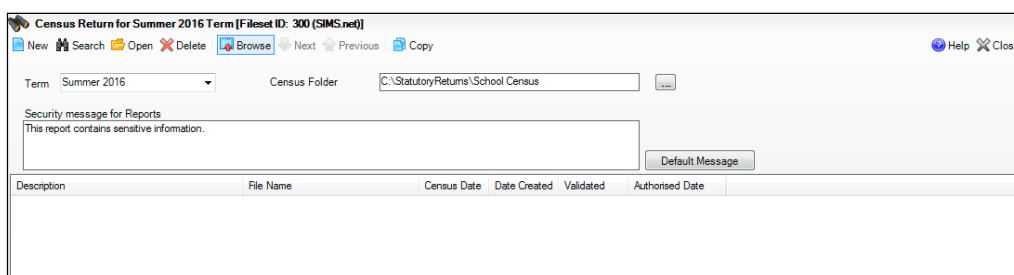 Census Return for Summer 2016 Term [Fileset ID: 300 (SIMS.net)]
New Search Open Delete Browse Next Previous Copy Help Clos
Term Summer 2016 Census Folder C:\StatutoryReturns\School Census ...
Security message for Reports
This report contains sensitive information.
Default Message
Description File Name Census Date Date Created Validated Authorised Date